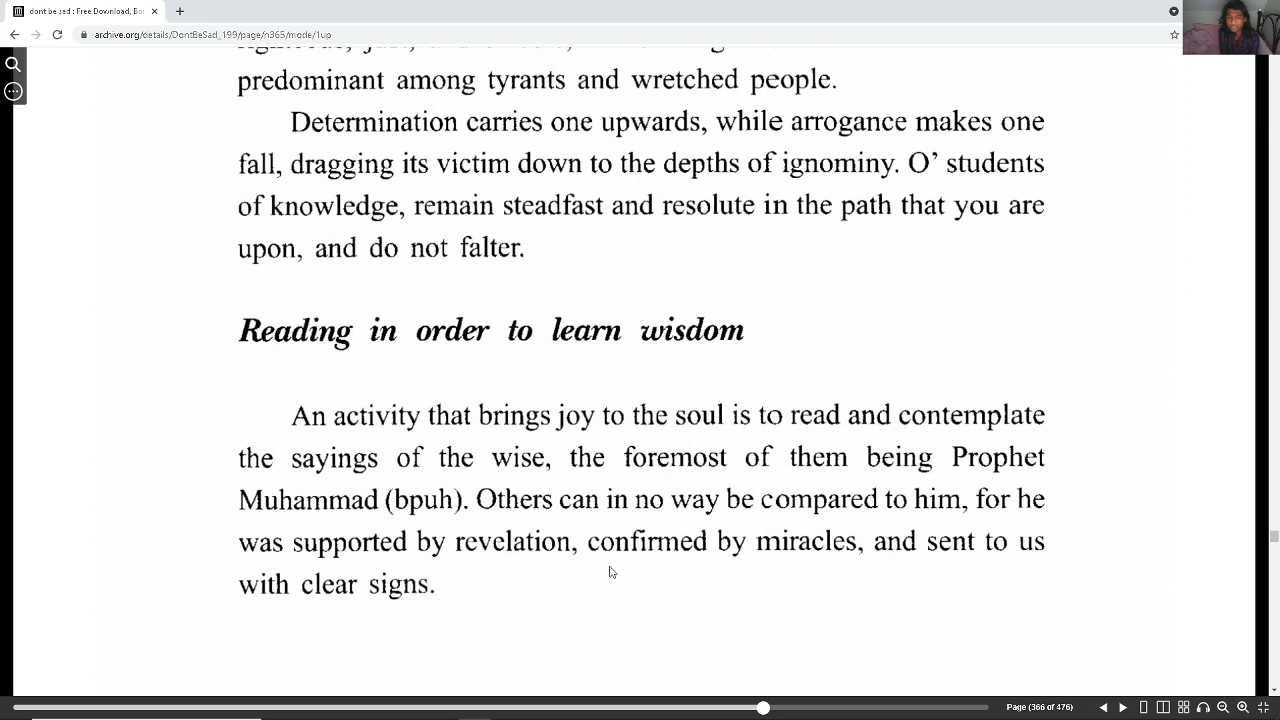 dont be sad : Free Download, Bo
archive.org/details/DontBeSad_199/page/n365/mode/1up
predominant among tyrants and wretched people.
Determination carries one upwards, while arrogance makes one
fall, dragging its victim down to the depths of ignominy. O' students
of knowledge, remain steadfast and resolute in the path that you are
upon, and do not falter.
Reading in order to learn wisdom
An activity that brings joy to the soul is to read and contemplate
the sayings of the wise, the foremost of them being Prophet
Muhammad (bpuh). Others can in no way be compared to him, for he
was supported by revelation, confirmed by miracles, and sent to us
with clear signs.
Page (366 of 476)